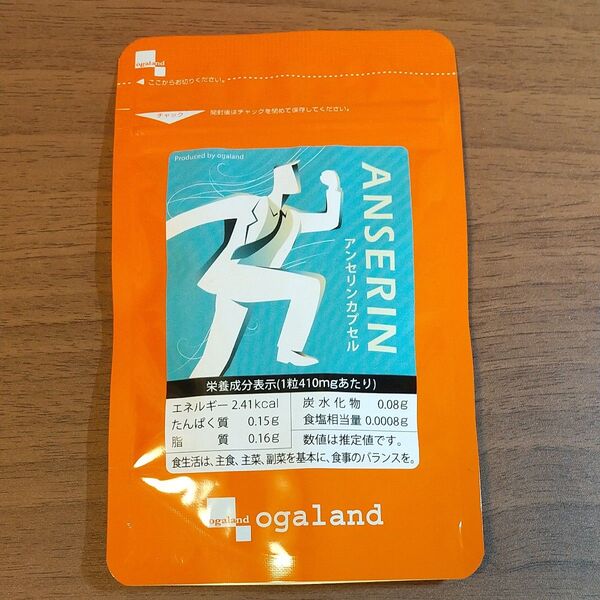 ogaland
ここからお切りください。
チャック
開封後はチャックを閉めて保存してください。
Produced by ogaland
ANSERIN
アンセリンカプセル
栄養成分表示(1粒410mgあたり)
エネルギー 2.41kcal
たんぱく質 0.15g
脂質 0.16g
炭水化物 0.08g
食塩相当量 0.0008g
数値は推定値です。
食生活は、主食、主菜、副菜を基本に、食事のバランスを。
ogaland
ogaland